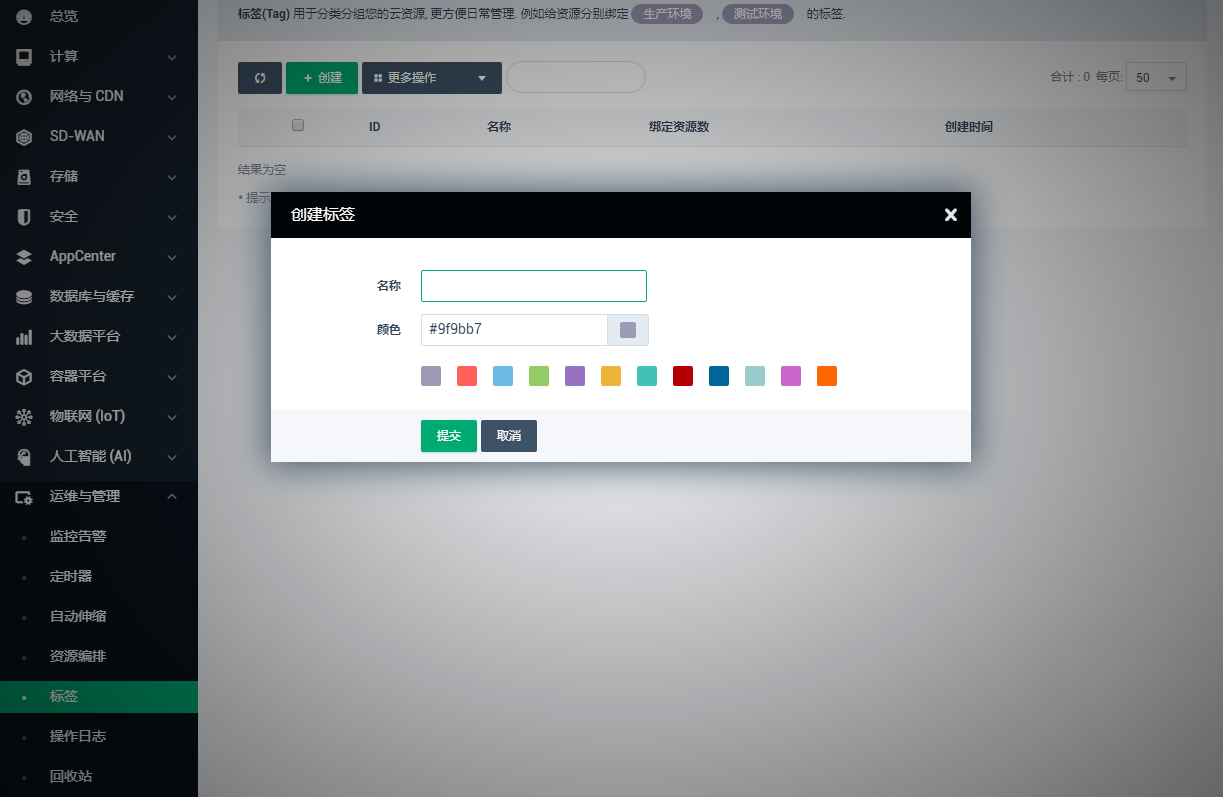 总览
计算
网络与 CDN
SD-WAN
存储
安全
AppCenter
数据库与缓存
大数据平台
容器平台
物联网 (IoT)
人工智能 (AI)
运维与管理
监控告警
定时器
自动伸缩
资源编排
标签
操作日志
回收站
标签(Tag) 用于分类分组您的云资源, 更方便日常管理. 例如给资源分别绑定 生产环境 , 测试环境 的标签.
+ 创建 更多操作 合计 : 0 每页: 50
ID 名称 绑定资源数 创建时间
结果为空
* 提示
创建标签
名称
颜色 #9f9bb7
提交 取消